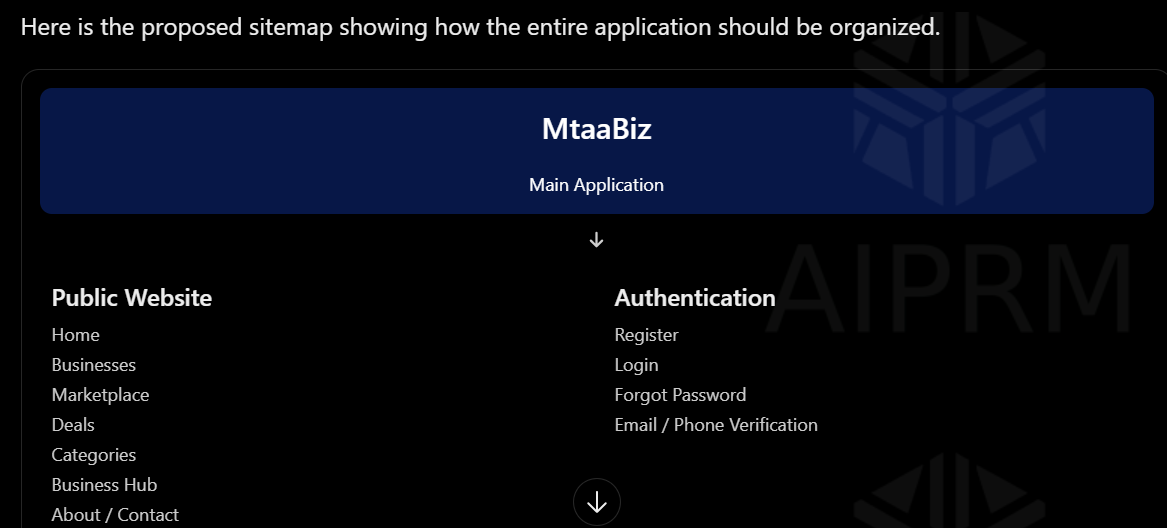 Here is the proposed sitemap showing how the entire application should be organized.
MtaaBiz
Main Application
Public Website
Home
Businesses
Marketplace
Deals
Categories
Business Hub
About / Contact
Authentication
Register
Login
Forgot Password
Email / Phone Verification
AIPRM